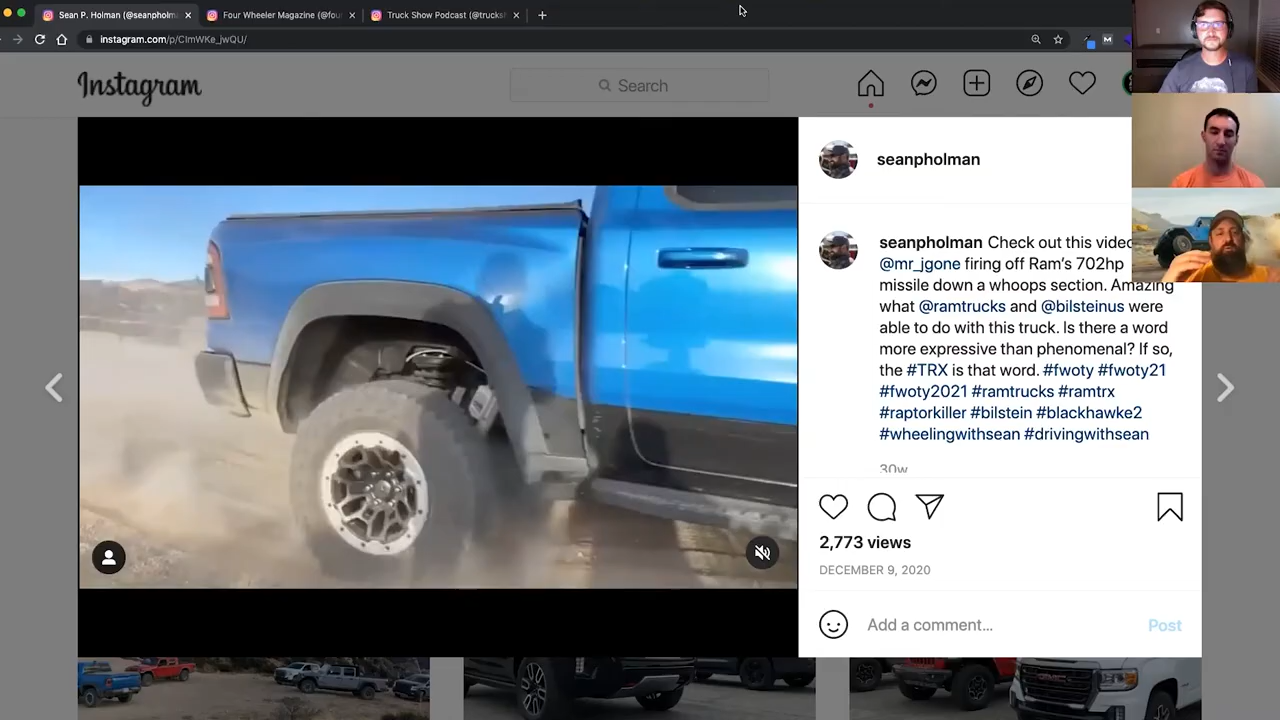 Sean P. Holman (@seanpholm
Four Wheeler Magazine (@fou
Truck Show Podcast (@trucks
instagram.com/p/CImWKe_jwQU/
Instagram
Search
seanpholman
seanpholman Check out this video
@mr_jgone firing off Ram's 702hp
missile down a whoops section. Amazing
what @ramtrucks and @bilsteinus were
able to do with this truck. Is there a word
more expressive than phenomenal? If so,
the #TRX is that word. #fwoty #fwoty21
#fwoty2021 #ramtrucks #ramtrx
#raptorkiller #bilstein #blackhawke2
#wheelingwithsean #drivingwithsean
30w
2,773 views
DECEMBER 9, 2020
Add a comment...
Post
GMC